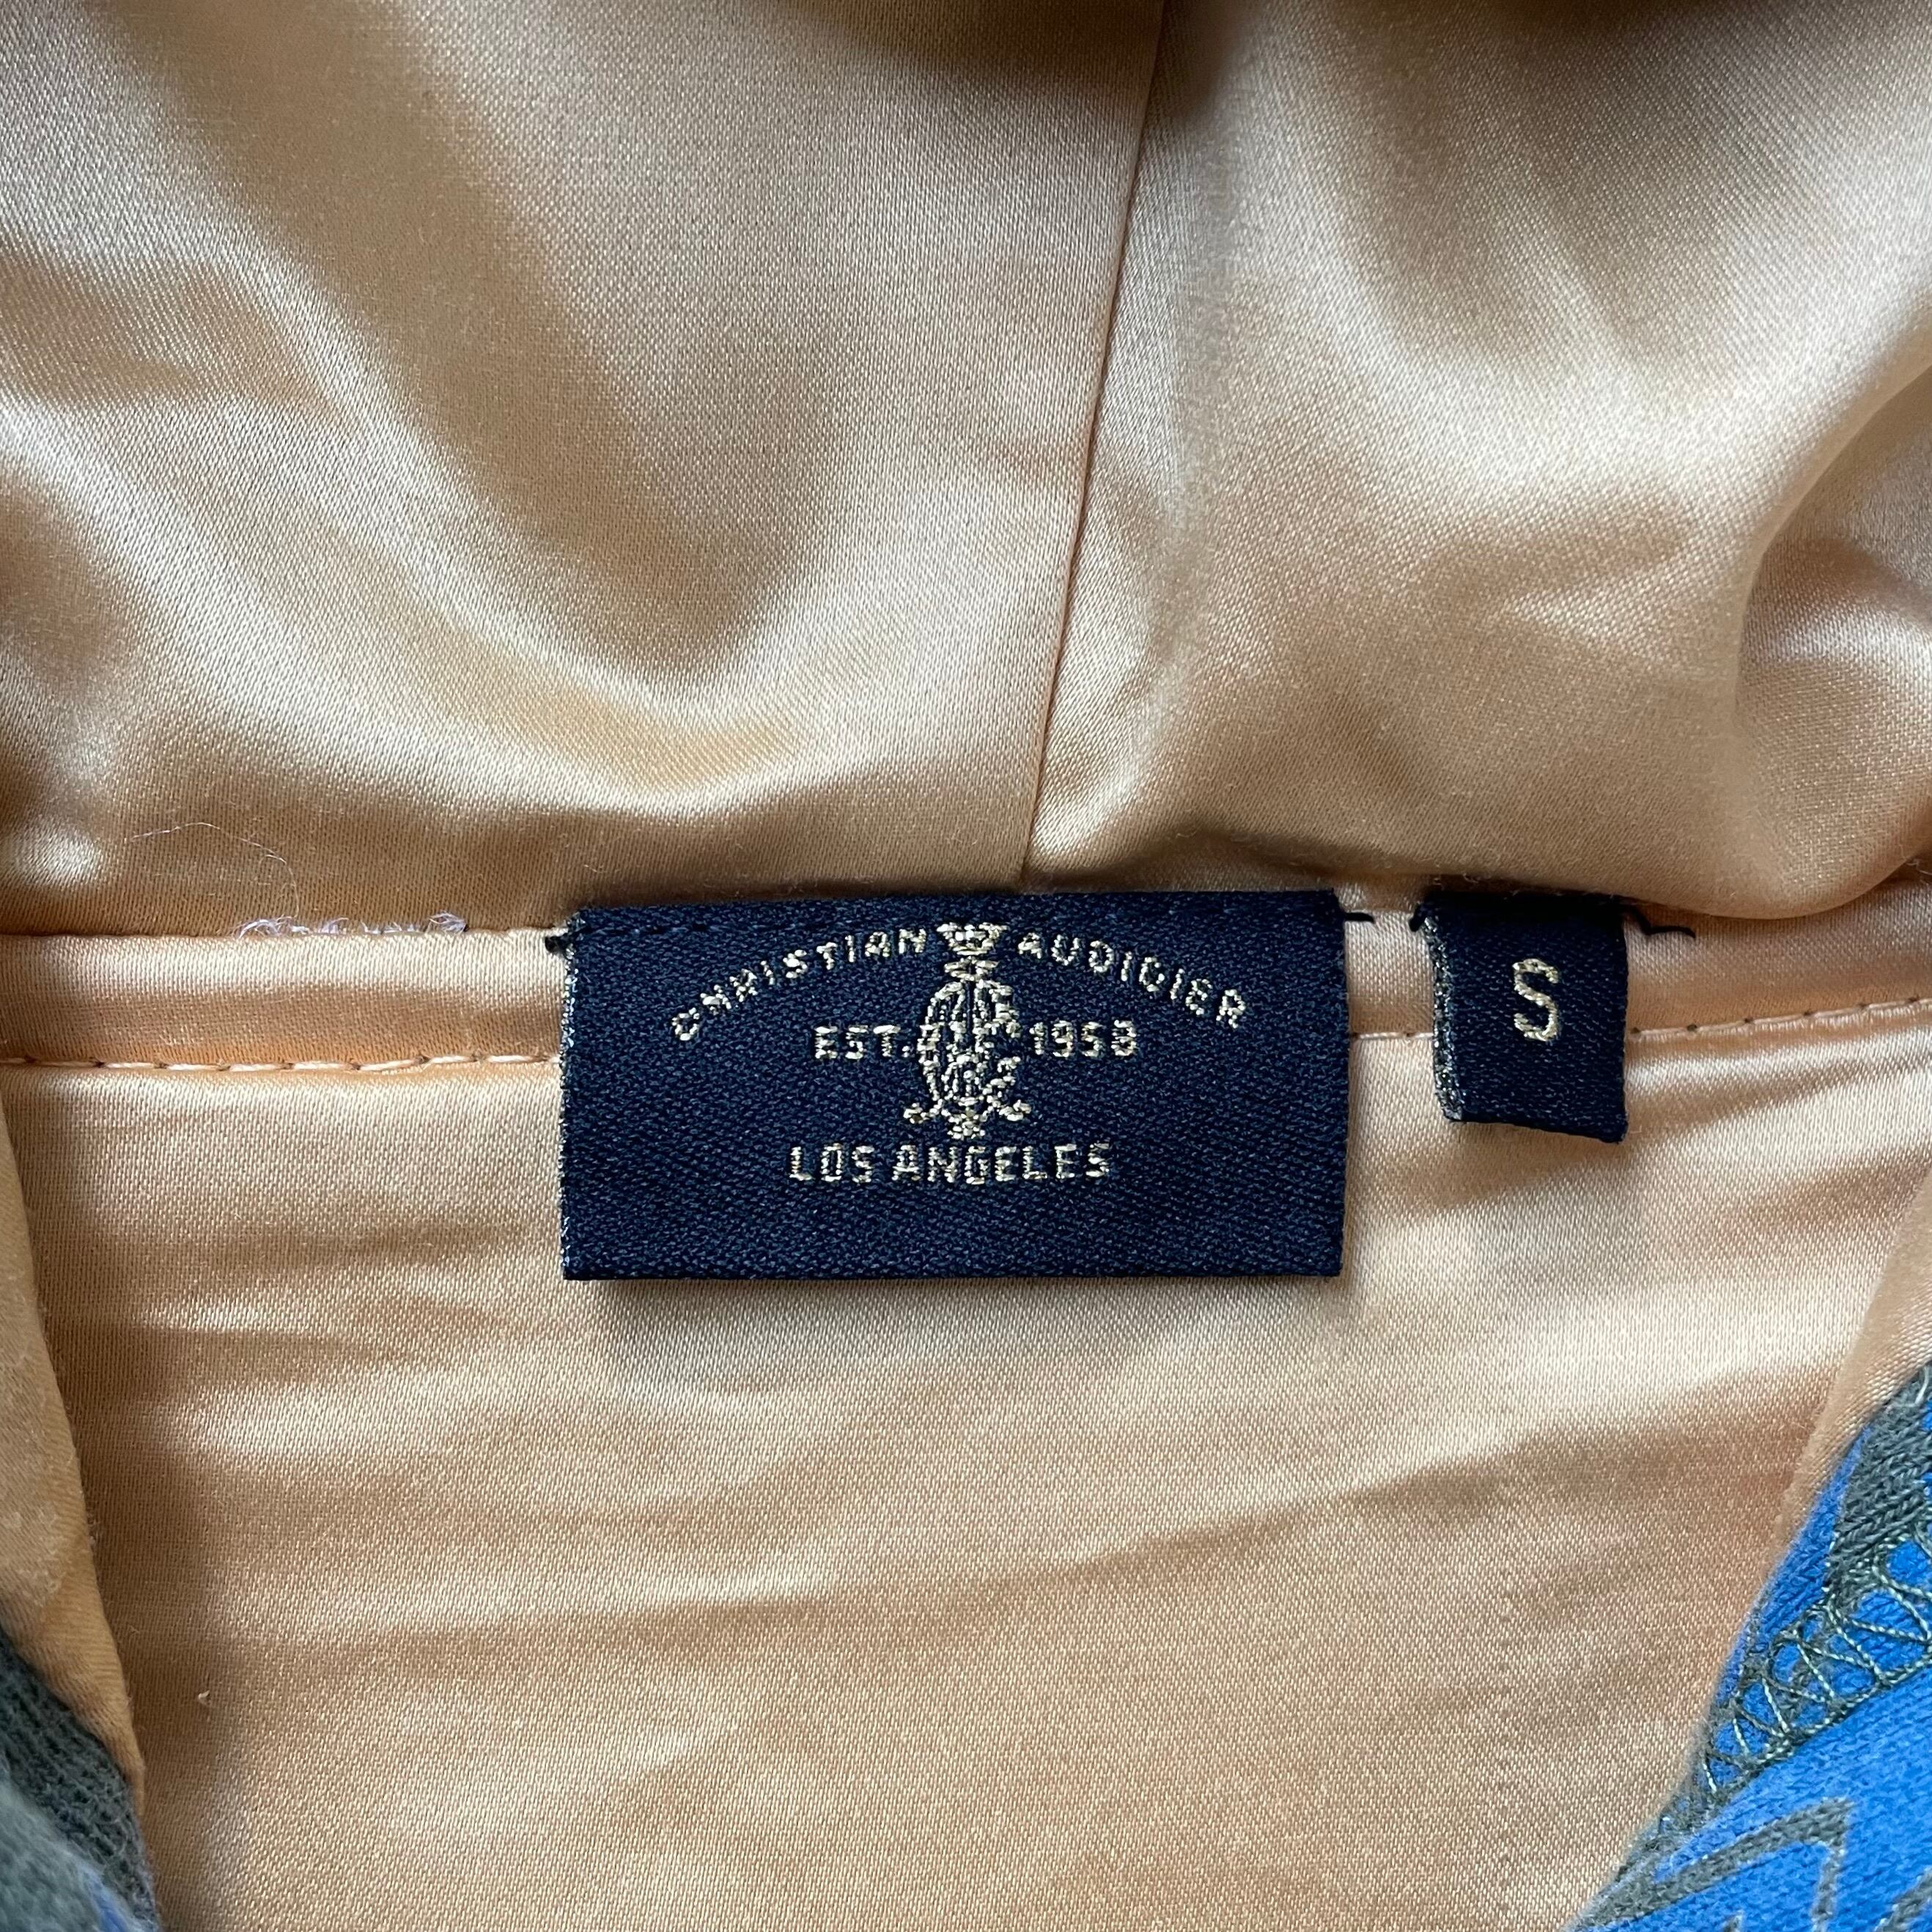 CHRISTIAN AUDIGIER
EST. 1958
LOS ANGELES
S